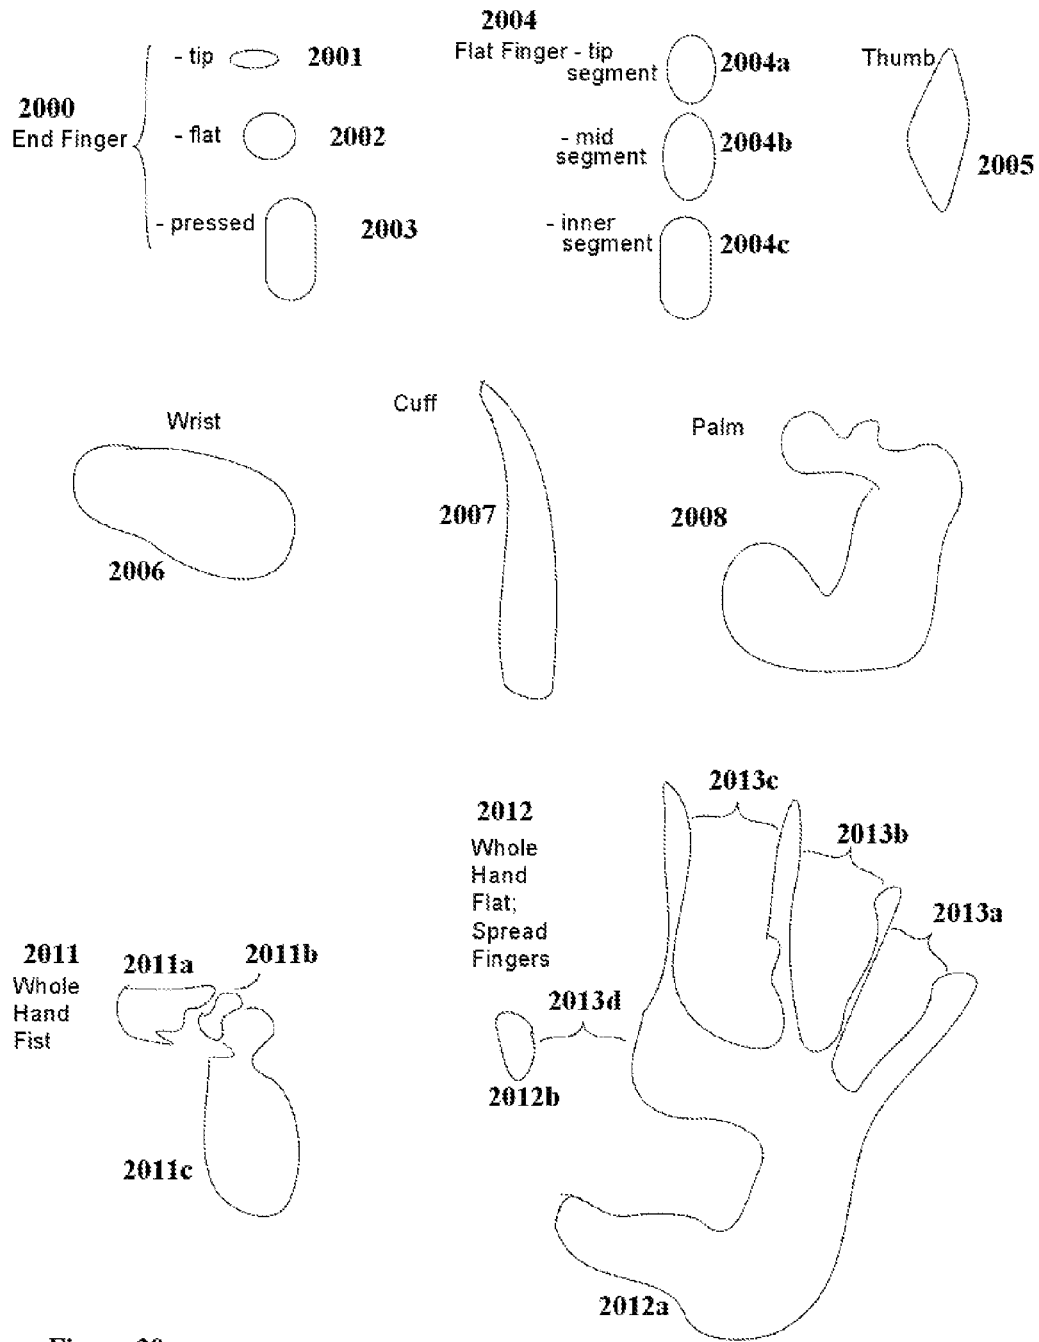 2000
End Finger
- tip
2001
- flat
2002
- pressed
2003
2004
Flat Finger - tip
segment
2004a
- mid
segment
2004b
- inner
segment
2004c
Thumb
2005
Wrist
2006
Cuff
2007
Palm
2008
2011
Whole
Hand
Fist
2011a
2011b
2011c
2012
Whole
Hand
Flat;
Spread
Fingers
2013c
2013b
2013a
2013d
2012b
2012a